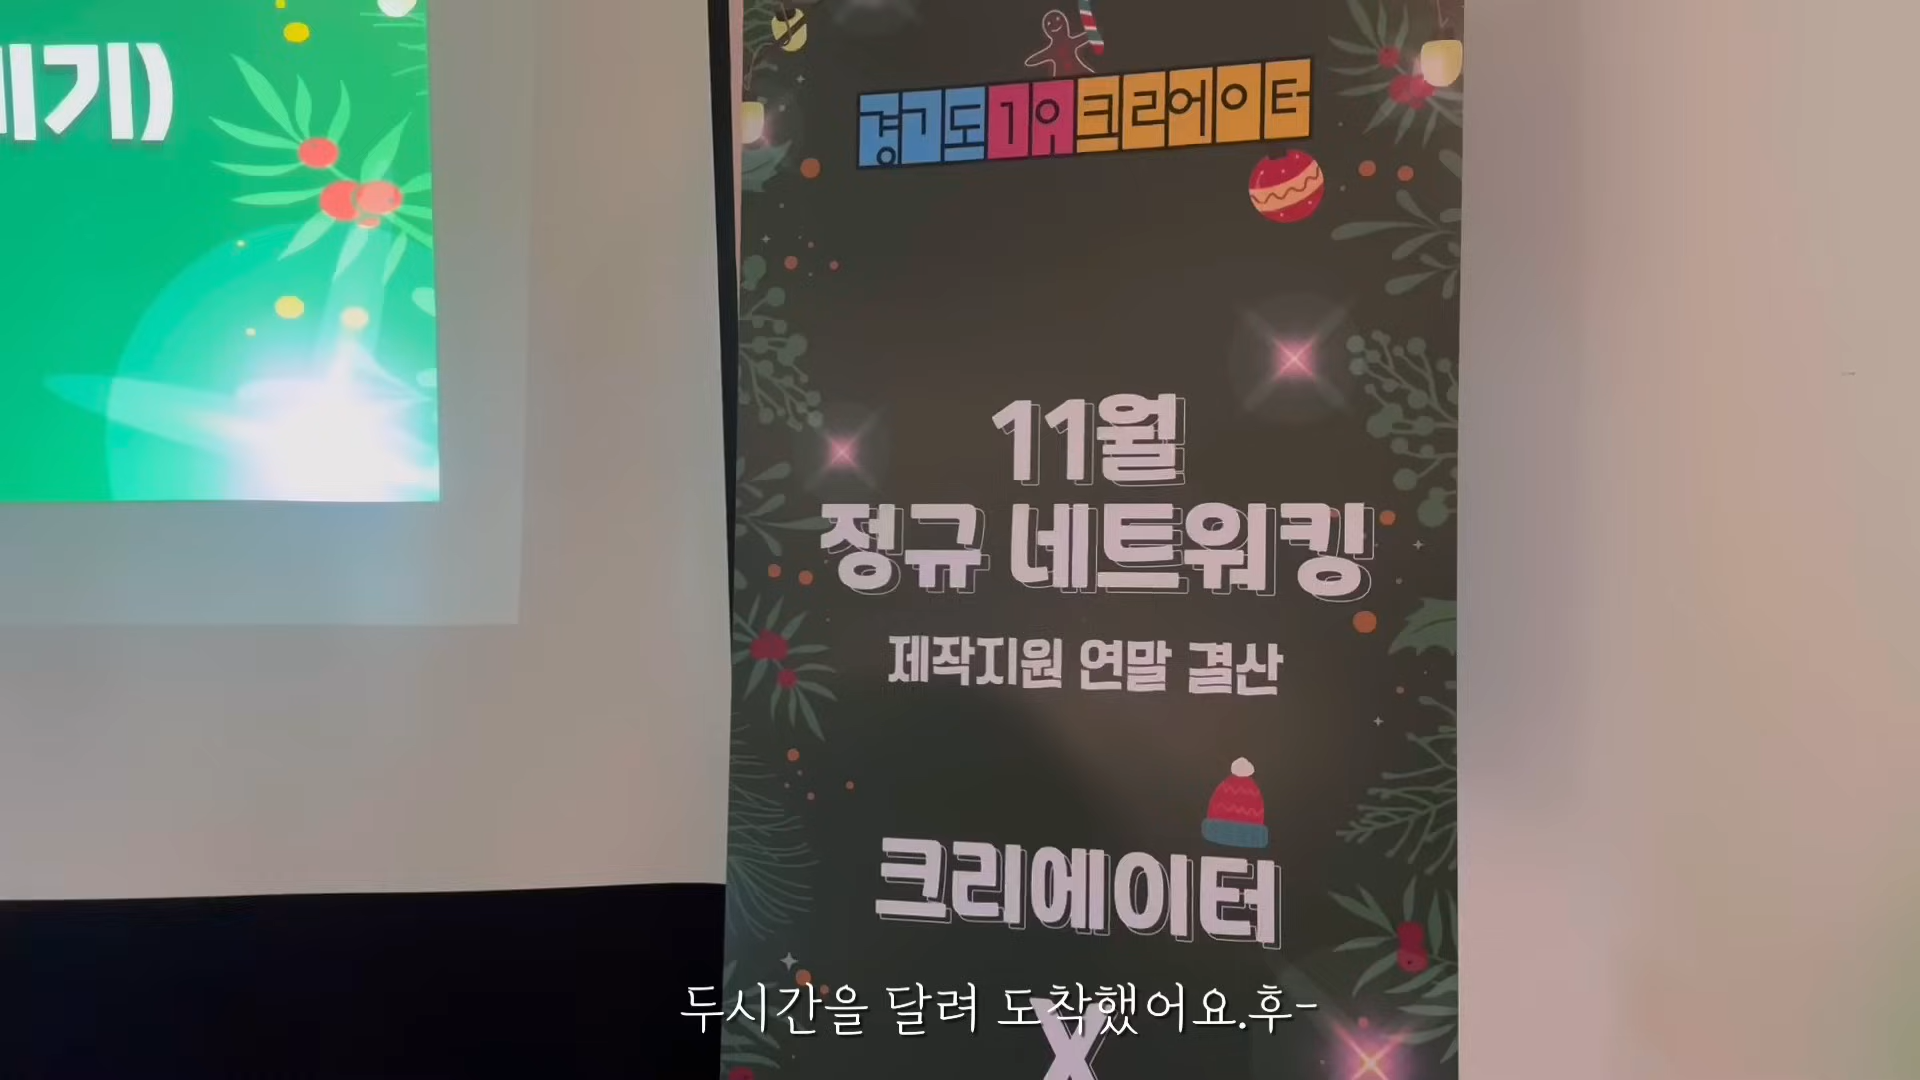 기)
경기도1인크리에이터
11월
정규 네트워킹
제작지원 연말 결산
크리에이터
X
두시간을 달려 도착했어요.후-